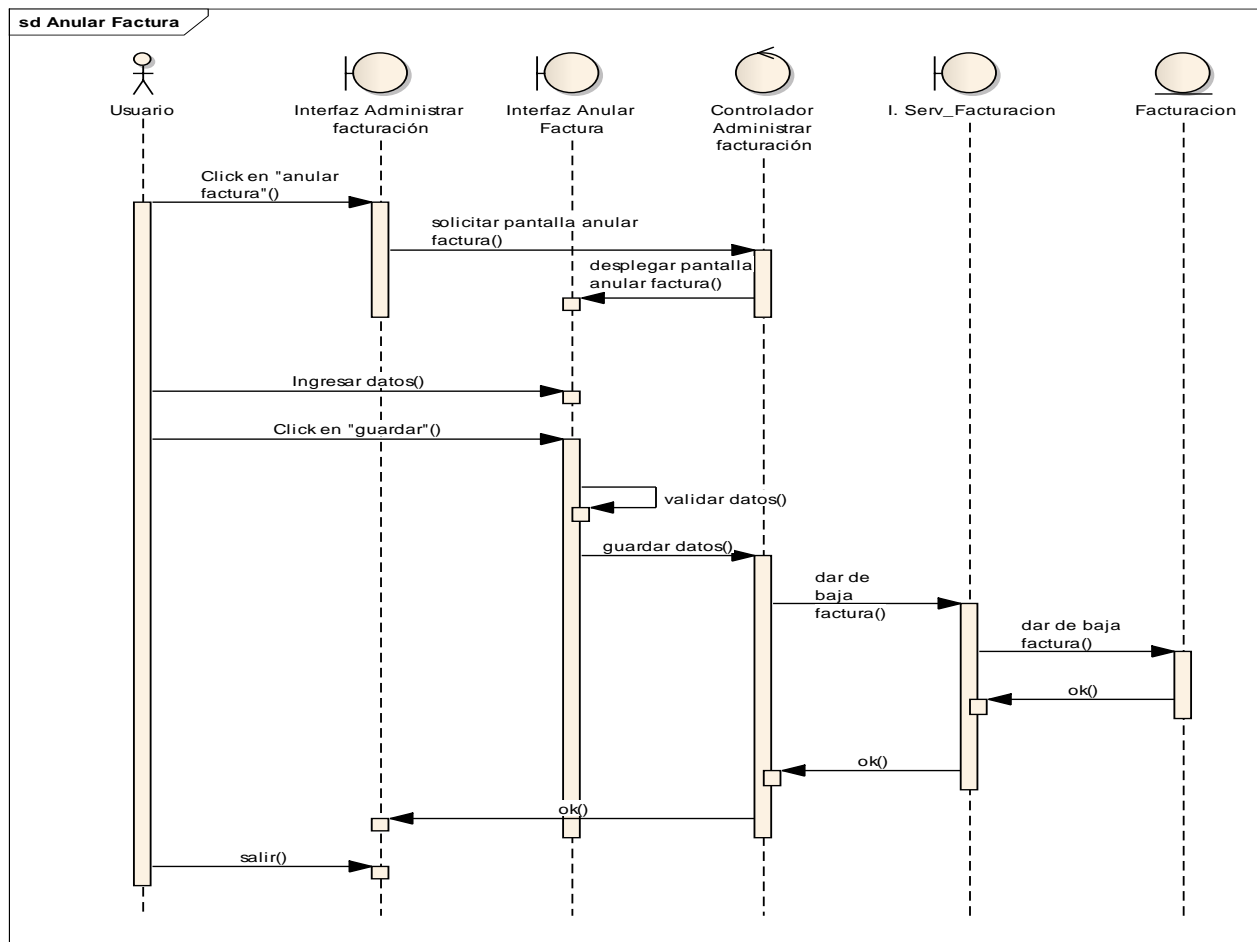 sd Anular Factura
Usuario
Interfaz Administrar
facturación
Interfaz Anular
Factura
Controlador
Administrar
facturación
I. Serv_Facturacion
Facturacion
Click en "anular
factura"()
solicitar pantalla anular
factura()
desplegar pantalla
anular factura()
Ingresar datos()
Click en "guardar"()
validar datos()
guardar datos()
dar de
baja
factura()
dar de baja
factura()
ok()
ok()
ok()
salir()